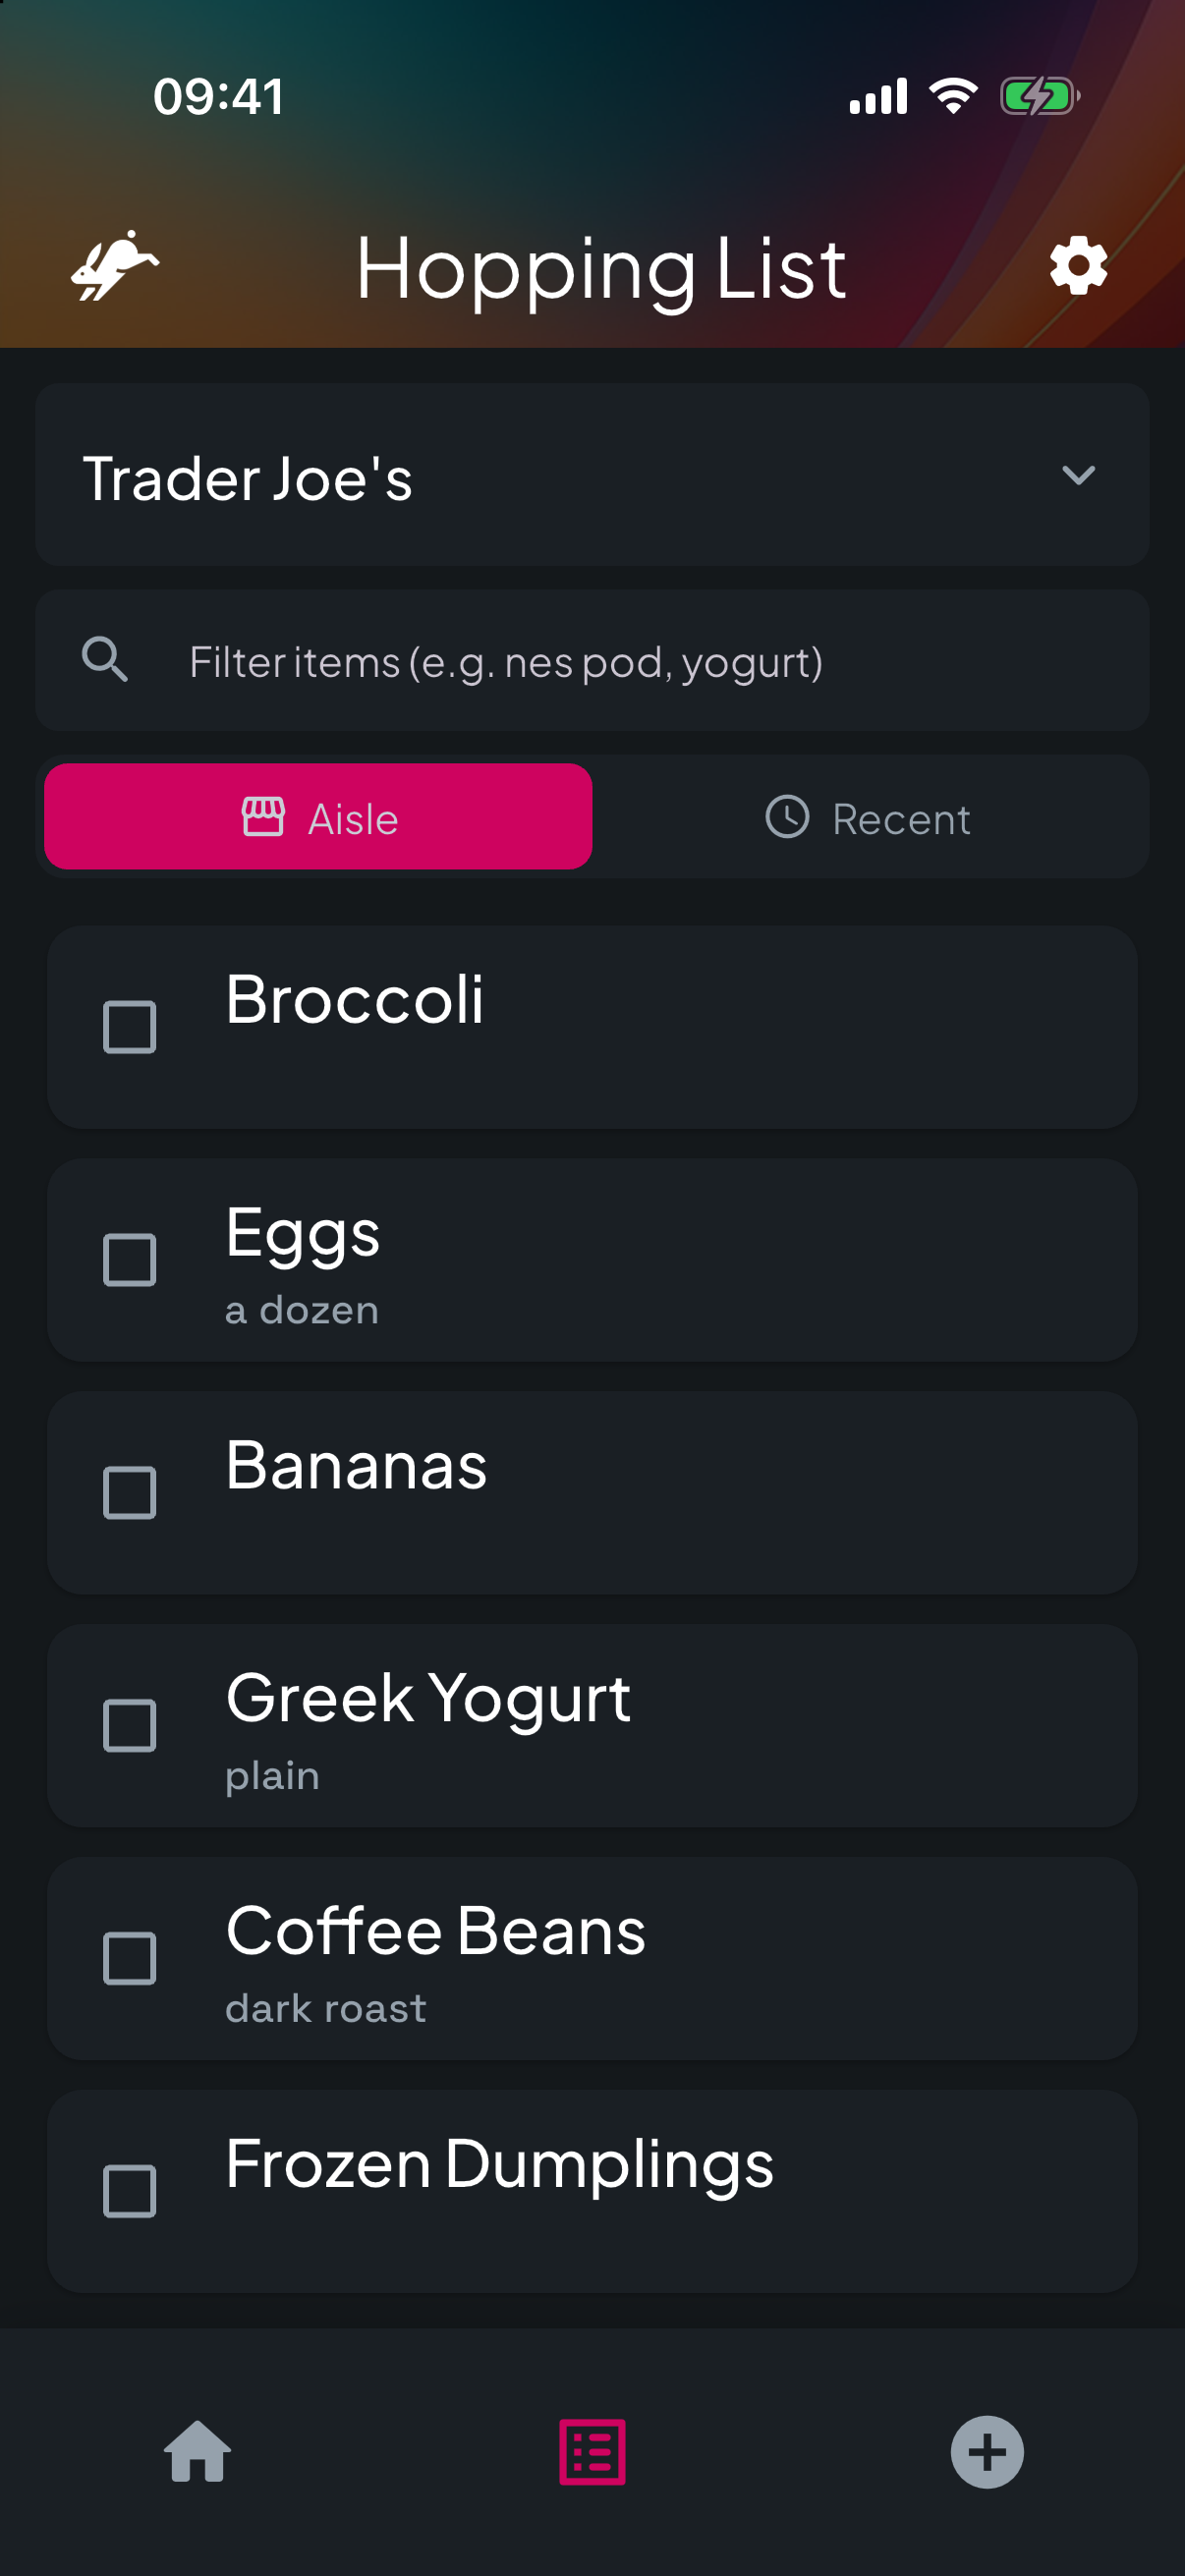 09:41
Hopping List
Trader Joe's
Filter items (e.g. nes pod, yogurt)
Aisle
Recent
Broccoli
Eggs
a dozen
Bananas
Greek Yogurt
plain
Coffee Beans
dark roast
Frozen Dumplings